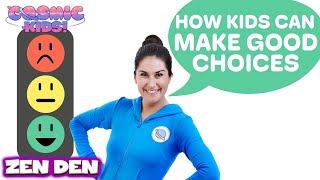 COSMIC
KIDS!
HOW KIDS CAN
MAKE GOOD
CHOICES
ZEN DEN